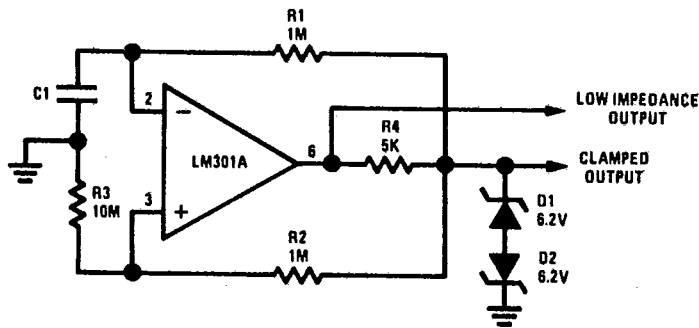 R1
1M
C1
2
−
LM301A
3
+
6
R4
5K
R3
10M
R2
1M
LOW IMPEDANCE
OUTPUT
CLAMPED
OUTPUT
D1
6.2V
D2
6.2V